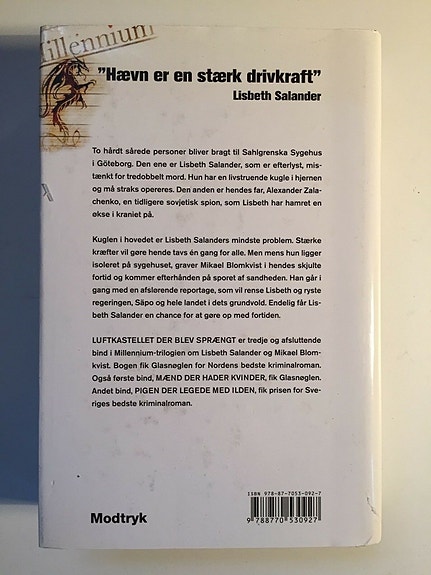 Millennium
"Hævn er en stærk drivkraft"
Lisbeth Salander
To hårdt sårede personer bliver bragt til Sahlgrenska Sygehus
i Göteborg. Den ene er Lisbeth Salander, som er efterlyst, mis-
tænkt for tredobbelt mord. Hun har en livstruende kugle i hjernen
og må straks opereres. Den anden er hendes far, Alexander Zala-
chenko, en tidligere sovjetisk spion, som Lisbeth har hamret en
økse i kraniet på.
Kuglen i hovedet er Lisbeth Salanders mindste problem. Stærke
kræfter vil gøre hende tavs én gang for alle. Men mens hun ligger
isoleret på sygehuset, graver Mikael Blomkvist i hendes skjulte
fortid og kommer efterhånden på sporet af sandheden. Han går i
gang med en afslørende reportage, som vil rense Lisbeth og ryste
regeringen, Säpo og hele landet i dets grundvold. Endelig får Lis-
beth Salander en chance for at gøre op med fortiden.
LUFTKASTELLET DER BLEV SPRÆNGT er tredje og afsluttende
bind i Millennium-trilogien om Lisbeth Salander og Mikael Blom-
kvist. Bogen fik Glasnøglen for Nordens bedste kriminalroman.
Også første bind, MÆND DER HADER KVINDER, fik Glasnøglen.
Andet bind, PIGEN DER LEGEDE MED ILDEN, fik prisen for Sve-
riges bedste kriminalroman.
ISBN 978-87-7053-092-7
9 788770 530927
Modtryk